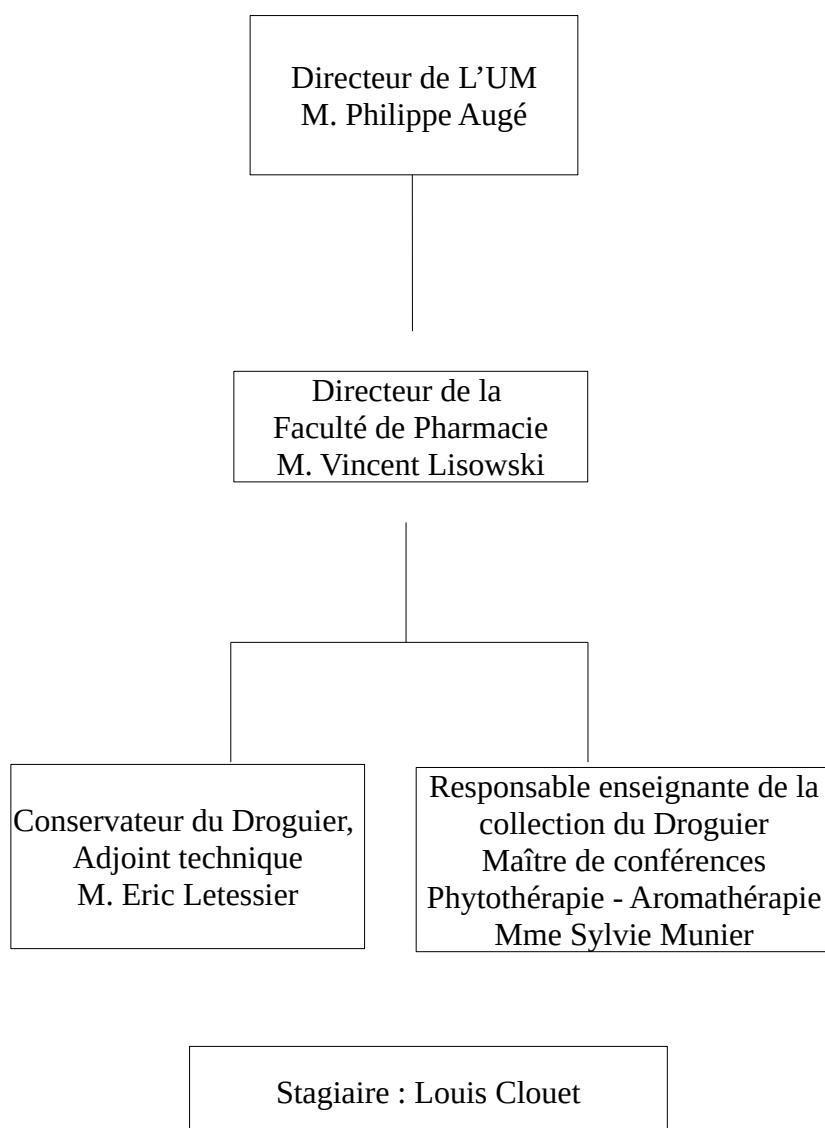 Directeur de L’UM
M. Philippe Augé
Directeur de la
Faculté de Pharmacie
M. Vincent Lisowski
Conservateur du Droguier,
Adjoint technique
M. Eric Letessier
Responsable enseignante de la
collection du Droguier
Maître de conférences
Phytothérapie - Aromathérapie
Mme Sylvie Munier
Stagiaire : Louis Clouet